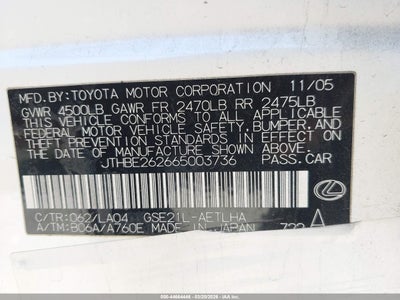 MFD.BY:TOYOTA MOTOR CORPORATION 11/05
GVWR 4500LB GAWR FR 2470LB RR 2475LB
THIS VEHICLE CONFORMS TO ALL APPLICABLE
FEDERAL MOTOR VEHICLE SAFETY,BUMPER,AND
THEFT PREVENTION STANDARDS IN EFFECT ON
THE DATE OF MANUFACTURE SHOWN ABOVE.
JTHBE262665003736 PASS.CAR
C/TR:062/LA04 GSE21L-AETLHA
A/TM:B06A/A760E MADE IN JAPAN A